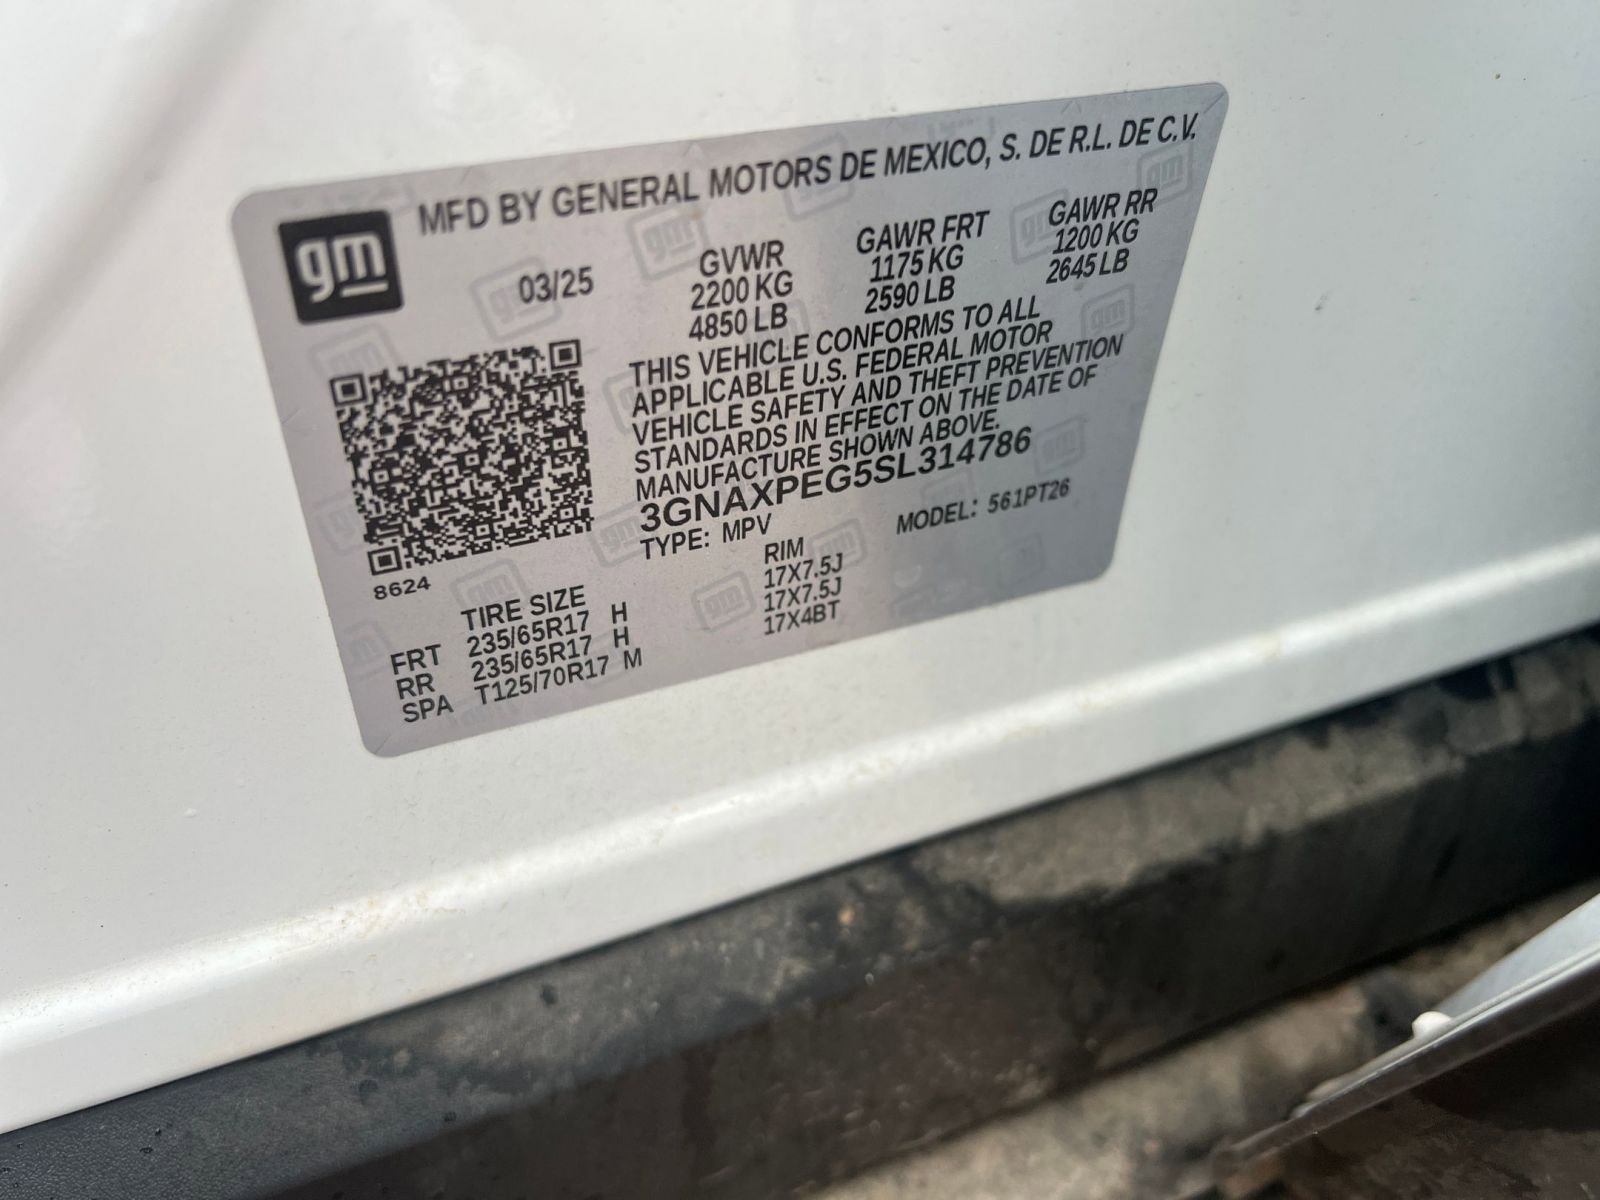 gm
MFD BY GENERAL MOTORS DE MEXICO, S. DE R.L. DE C.V.
03/25
GVWR GAWR FRT GAWR RR
2200 KG 1175 KG 1200 KG
4850 LB 2590 LB 2645 LB
THIS VEHICLE CONFORMS TO ALL
APPLICABLE U.S. FEDERAL MOTOR
VEHICLE SAFETY AND THEFT PREVENTION
STANDARDS IN EFFECT ON THE DATE OF
MANUFACTURE SHOWN ABOVE.
3GNAXPEG5SL314786
TYPE: MPV MODEL: 561PT26
8624
TIRE SIZE RIM
FRT 235/65R17 H 17X7.5J
RR 235/65R17 H 17X7.5J
SPA T125/70R17 M 17X4BT